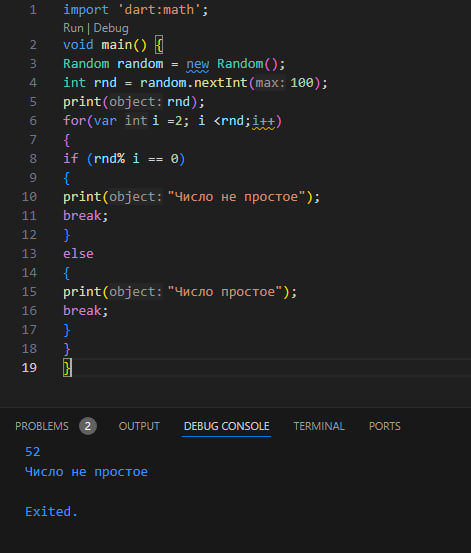 1 import 'dart:math';
Run | Debug
2 void main() {
3 Random random = new Random();
4 int rnd = random.nextInt(max: 100);
5 print(object: rnd);
6 for(var int i =2; i <rnd;i++)
7 {
8 if (rnd% i == 0)
9 {
10 print(object: "Число не простое");
11 break;
12 }
13 else
14 {
15 print(object: "Число простое");
16 break;
17 }
18 }
19 }
PROBLEMS 2 OUTPUT DEBUG CONSOLE TERMINAL PORTS
52
Число не простое
Exited.